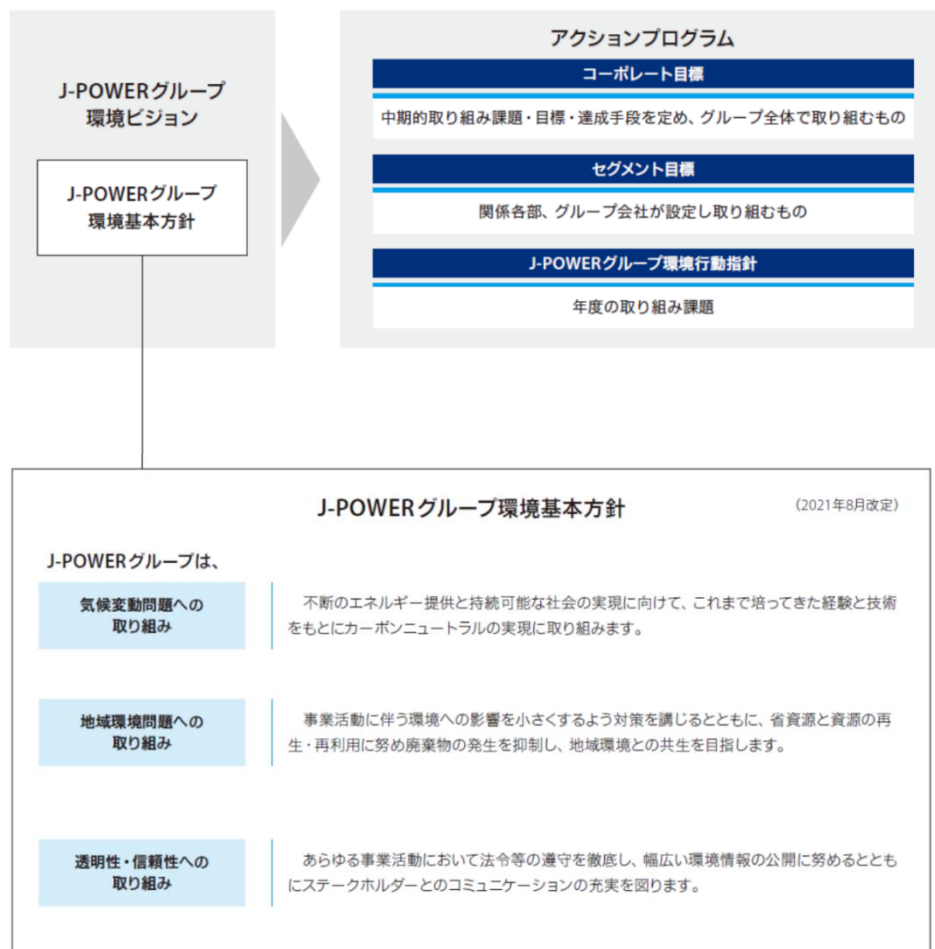 J-POWERグループ
環境ビジョン
J-POWERグループ
環境基本方針
アクションプログラム
コーポレート目標
中期的取り組み課題・目標・達成手段を定め、グループ全体で取り組むもの
セグメント目標
関係各部、グループ会社が設定し取り組むもの
J-POWERグループ環境行動指針
年度の取り組み課題
J-POWERグループ環境基本方針
（2021年8月改定）
J-POWERグループは、
気候変動問題への
取り組み
不断のエネルギー提供と持続可能な社会の実現に向けて、これまで培ってきた経験と技術
をもとにカーボンニュートラルの実現に取り組みます。
地域環境問題への
取り組み
事業活動に伴う環境への影響を小さくするよう対策を講じるとともに、省資源と資源の再
生・再利用に努め廃棄物の発生を抑制し、地域環境との共生を目指します。
透明性・信頼性への
取り組み
あらゆる事業活動において法令等の遵守を徹底し、幅広い環境情報の公開に努めるととも
にステークホルダーとのコミュニケーションの充実を図ります。